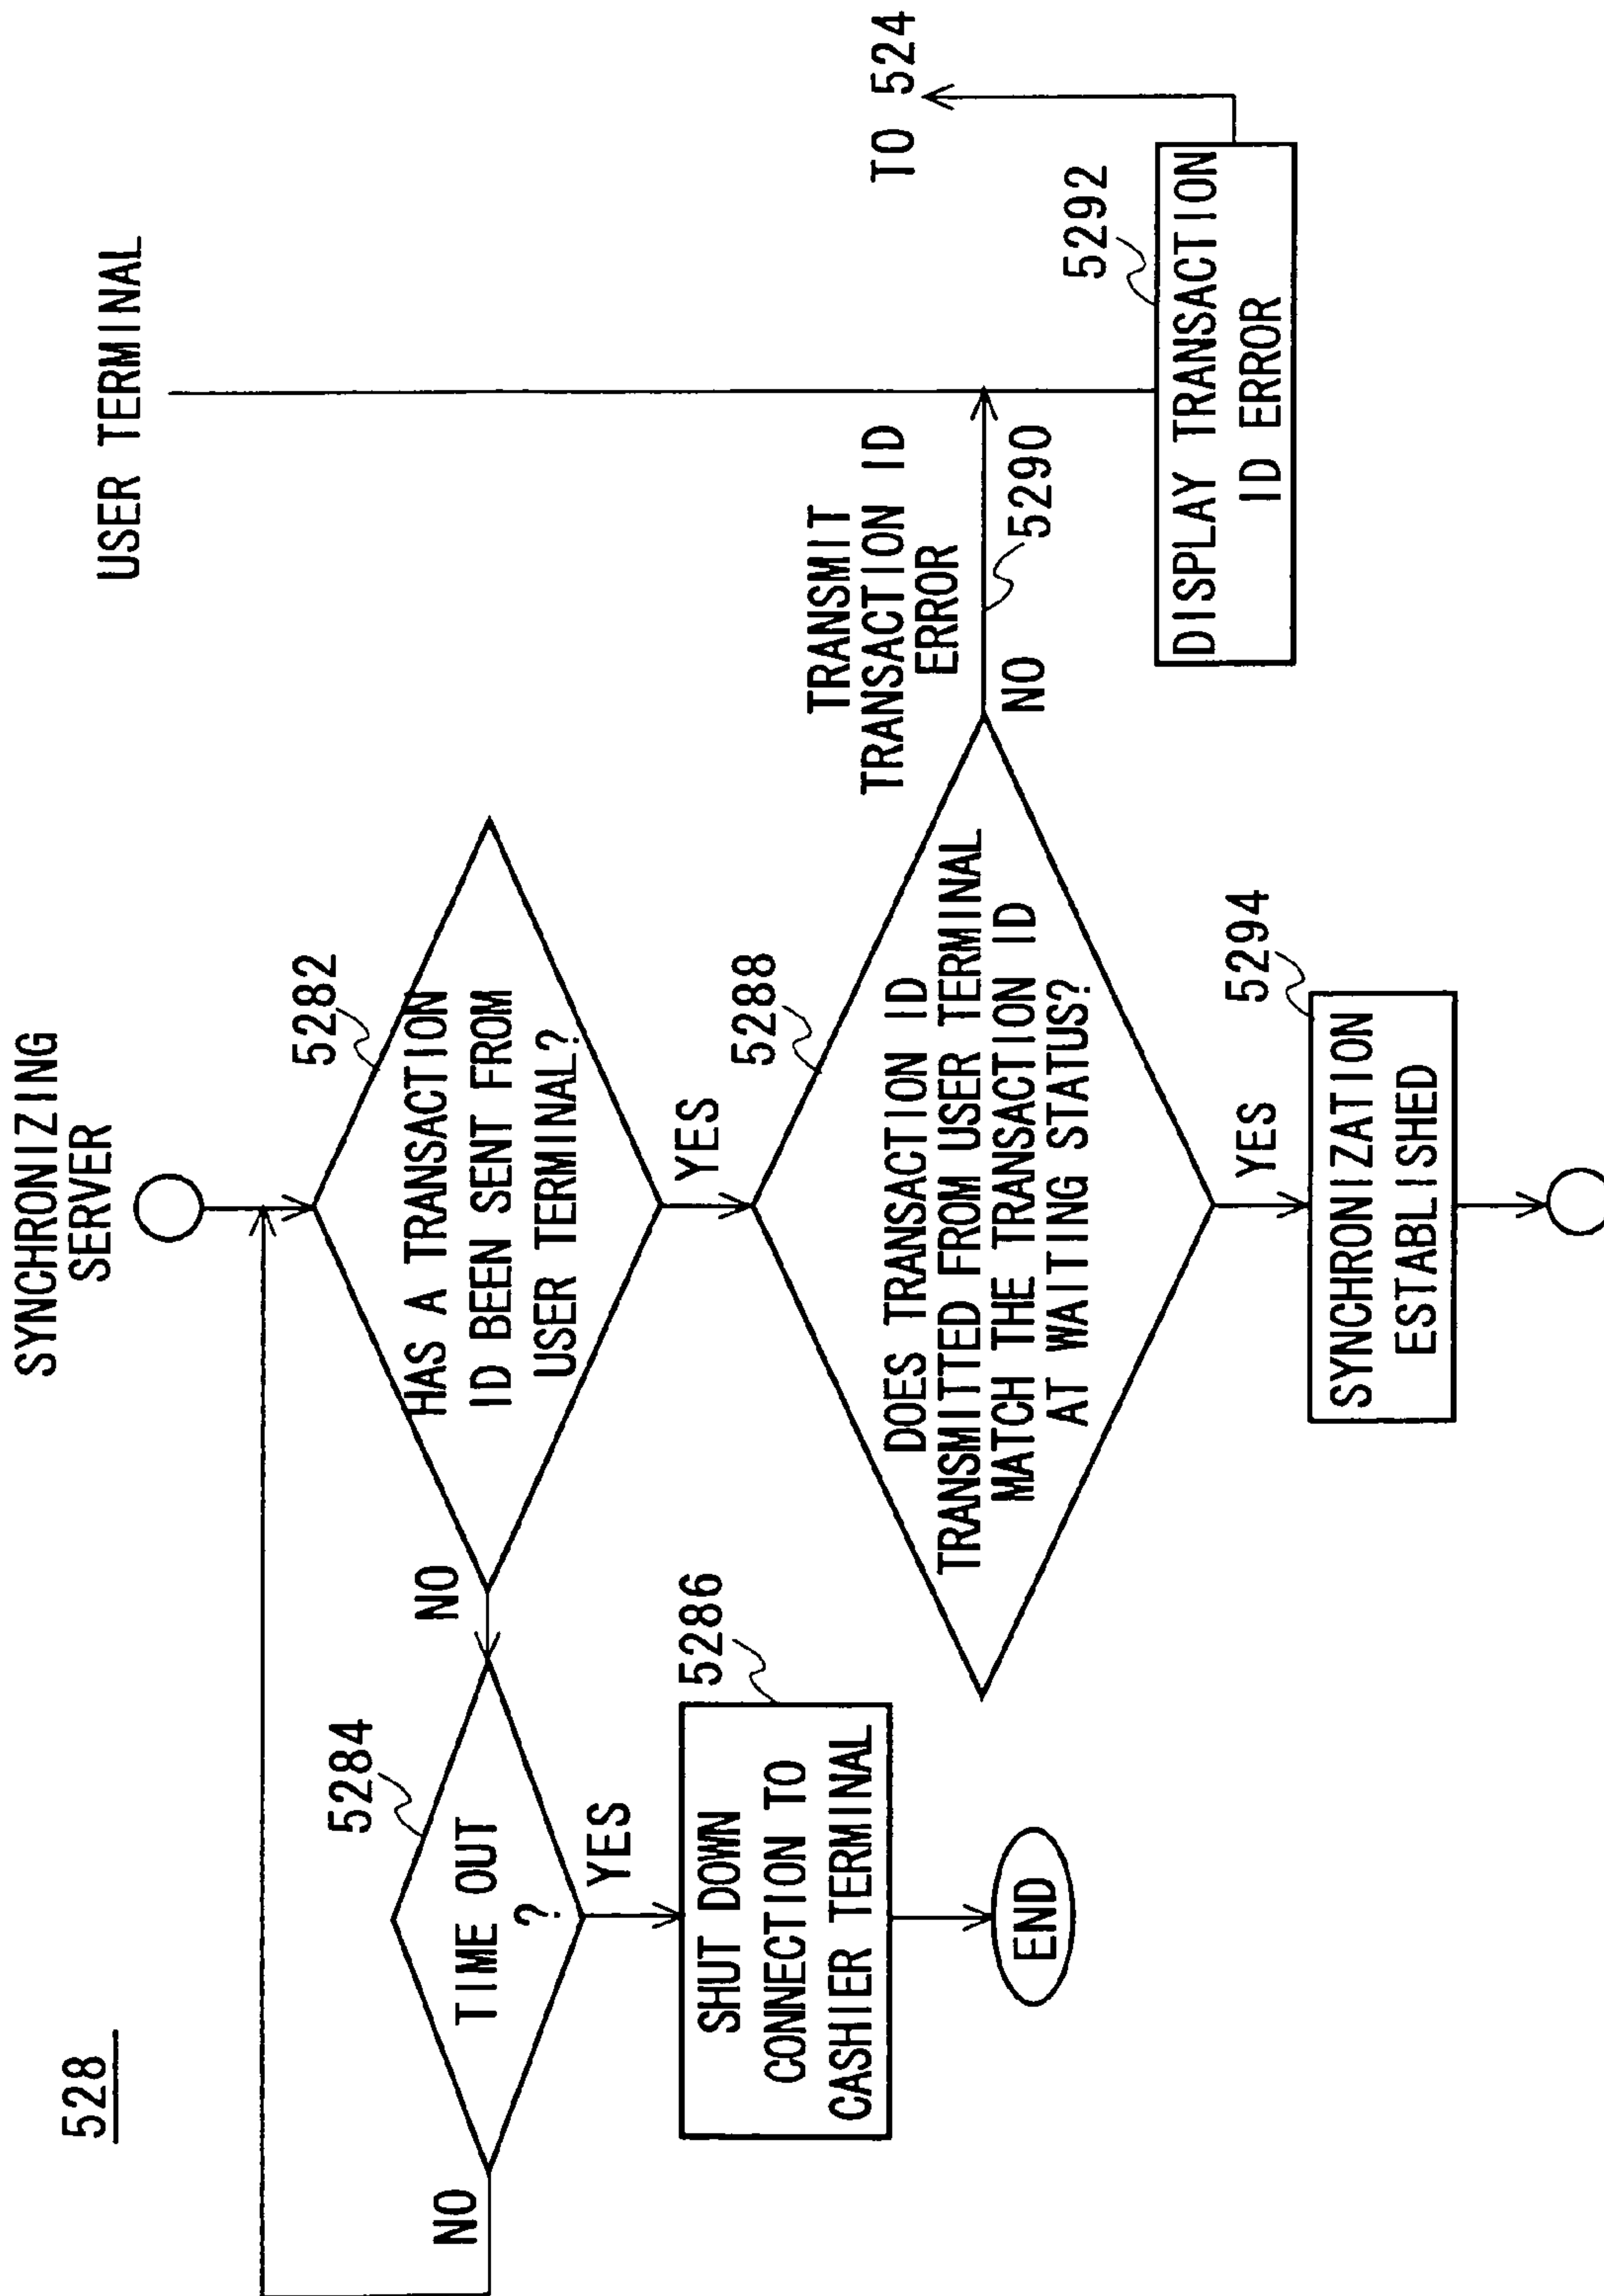 528
SYNCHRONIZING
SERVER
USER TERMINAL
5282
HAS A TRANSACTION
ID BEEN SENT FROM
USER TERMINAL?
NO
YES
5284
TIME OUT
?
NO
YES
5286
SHUT DOWN
CONNECTION TO
CASHIER TERMINAL
END
5288
DOES TRANSACTION ID
TRANSMITTED FROM USER TERMINAL
MATCH THE TRANSACTION ID
AT WAITING STATUS?
NO
YES
TRANSMIT
TRANSACTION ID
ERROR
5290
TO 524
5292
DISPLAY TRANSACTION
ID ERROR
5294
SYNCHRONIZATION
ESTABLISHED